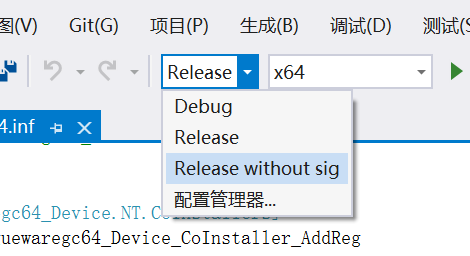 图(V) Git(G) 项目(P) 生成(B) 调试(D) 测试(S
Release x64
Debug
4.inf Release
Release without sig
配置管理器...
gc64_Device.NT.CoInstallers]
ruewaregc64_Device_CoInstaller_AddReg